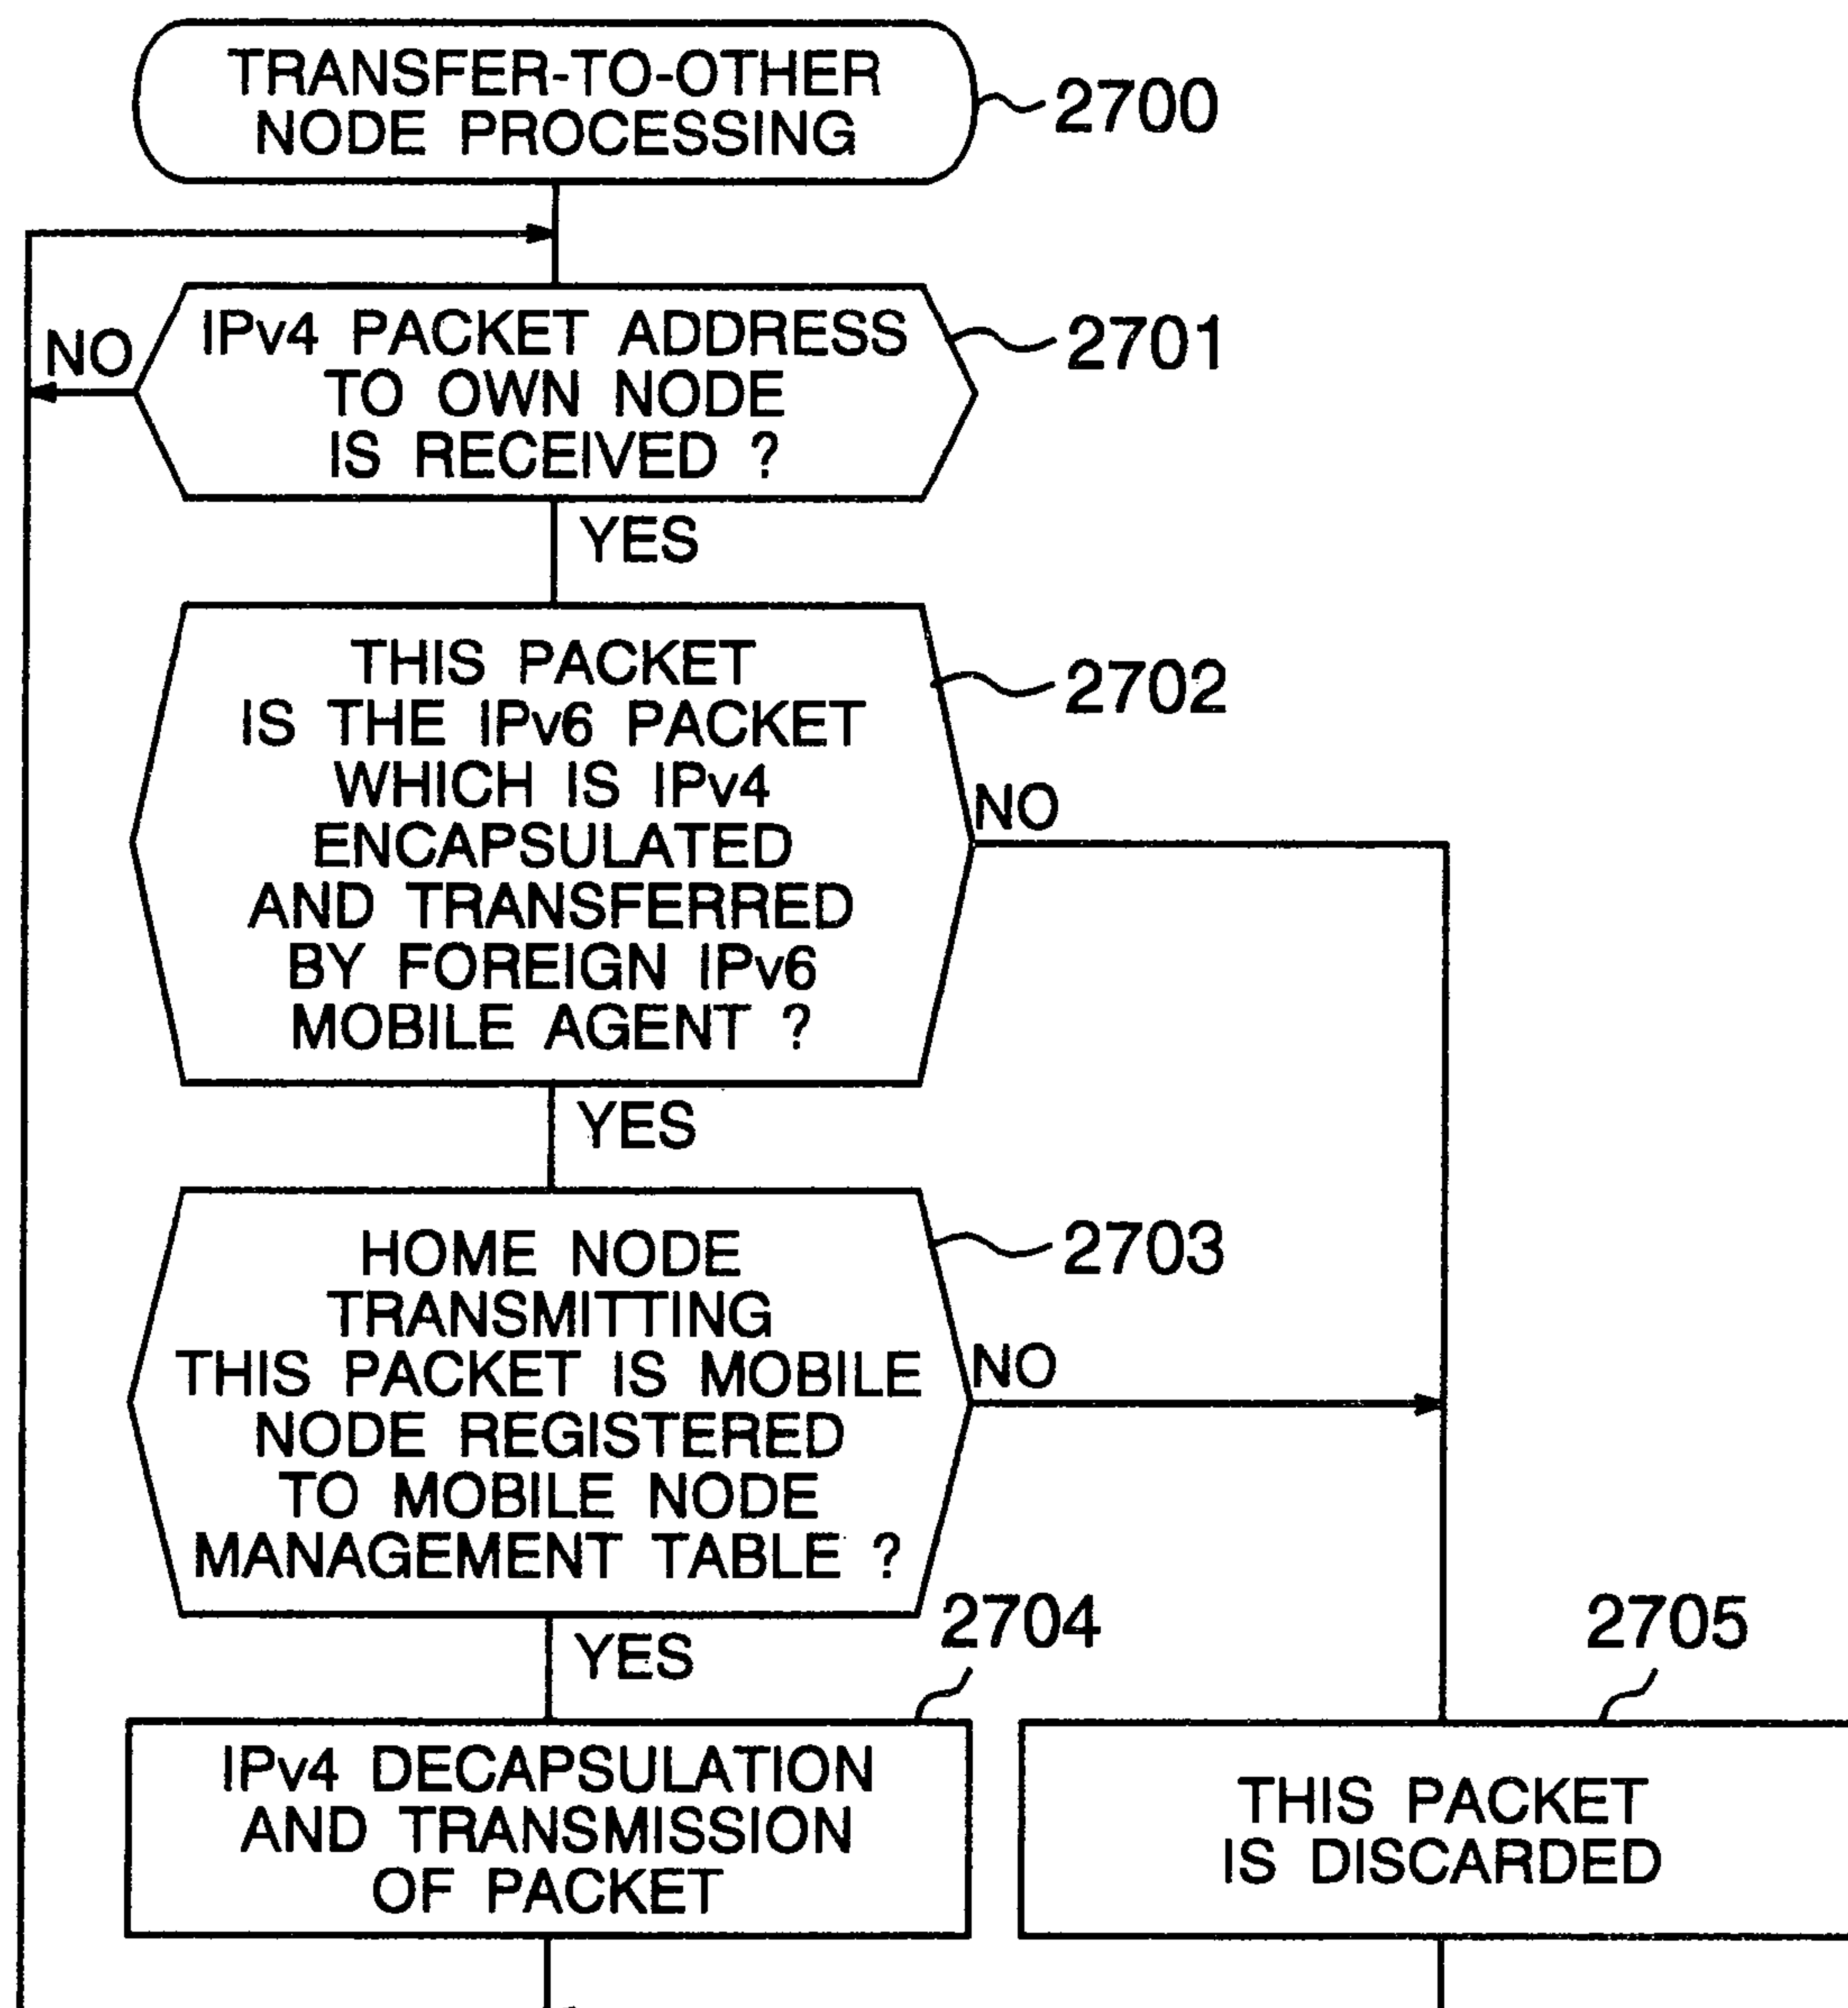 TRANSFER-TO-OTHER
NODE PROCESSING
2700
NO
IPv4 PACKET ADDRESS
TO OWN NODE
IS RECEIVED ?
2701
YES
THIS PACKET
IS THE IPv6 PACKET
WHICH IS IPv4
ENCAPSULATED
AND TRANSFERRED
BY FOREIGN IPv6
MOBILE AGENT ?
2702
NO
YES
HOME NODE
TRANSMITTING
THIS PACKET IS MOBILE
NODE REGISTERED
TO MOBILE NODE
MANAGEMENT TABLE ?
2703
NO
YES
2704
2705
IPv4 DECAPSULATION
AND TRANSMISSION
OF PACKET
THIS PACKET
IS DISCARDED